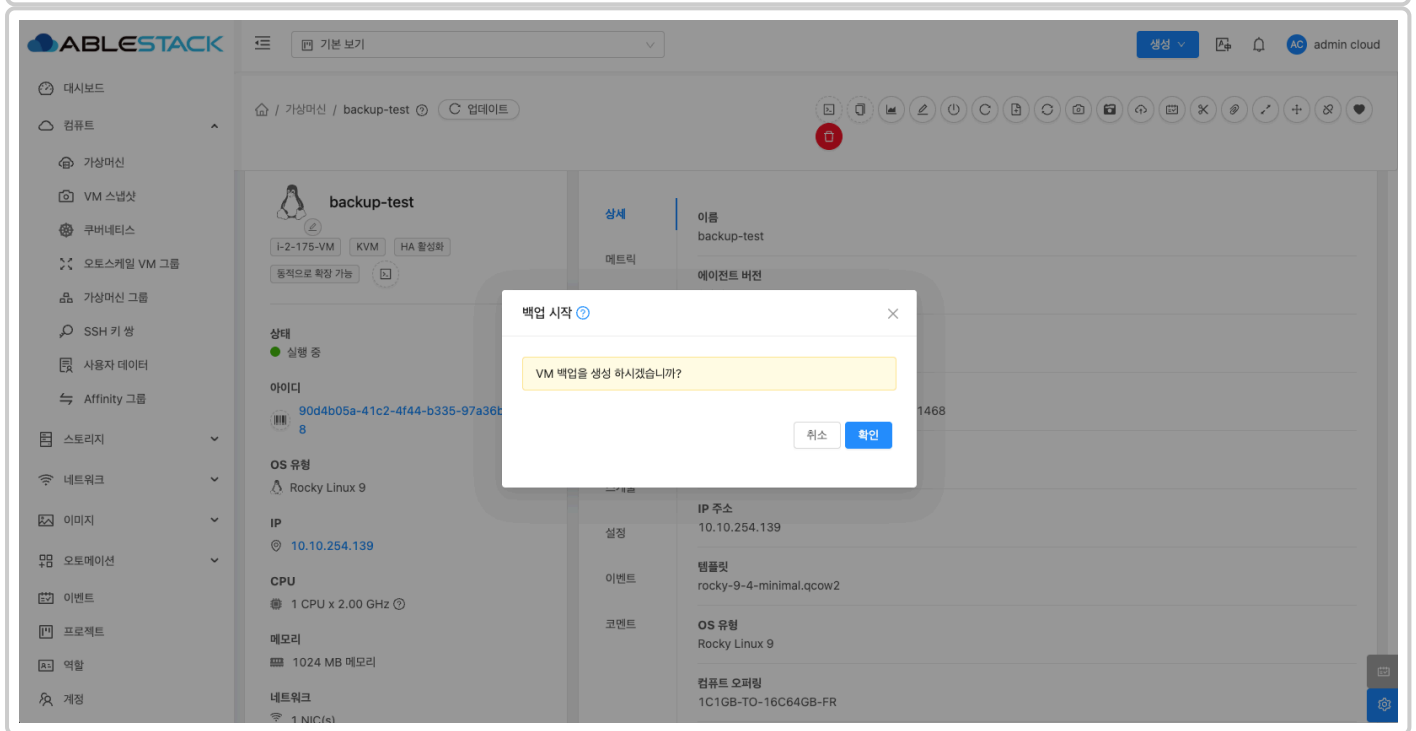 ABLESTACK
기본 보기
생성
AC admin cloud
대시보드
컴퓨트
가상머신
VM 스냅샷
쿠버네티스
오토스케일 VM 그룹
가상머신 그룹
SSH 키 쌍
사용자 데이터
Affinity 그룹
스토리지
네트워크
이미지
오토메이션
이벤트
프로젝트
역할
계정
/ 가상머신 / backup-test 업데이트
backup-test
i-2-175-VM KVM HA 활성화
동적으로 확장 가능
상태
실행 중
아이디
90d4b05a-41c2-4f44-b335-97a36b
8
OS 유형
Rocky Linux 9
IP
10.10.254.139
CPU
1 CPU x 2.00 GHz
메모리
1024 MB 메모리
네트워크
1 NIC(s)
상세
메트릭
설정
이벤트
코멘트
이름
backup-test
에이전트 버전
1468
IP 주소
10.10.254.139
템플릿
rocky-9-4-minimal.qcow2
OS 유형
Rocky Linux 9
컴퓨트 오퍼링
1C1GB-TO-16C64GB-FR
백업 시작
VM 백업을 생성 하시겠습니까?
취소 확인